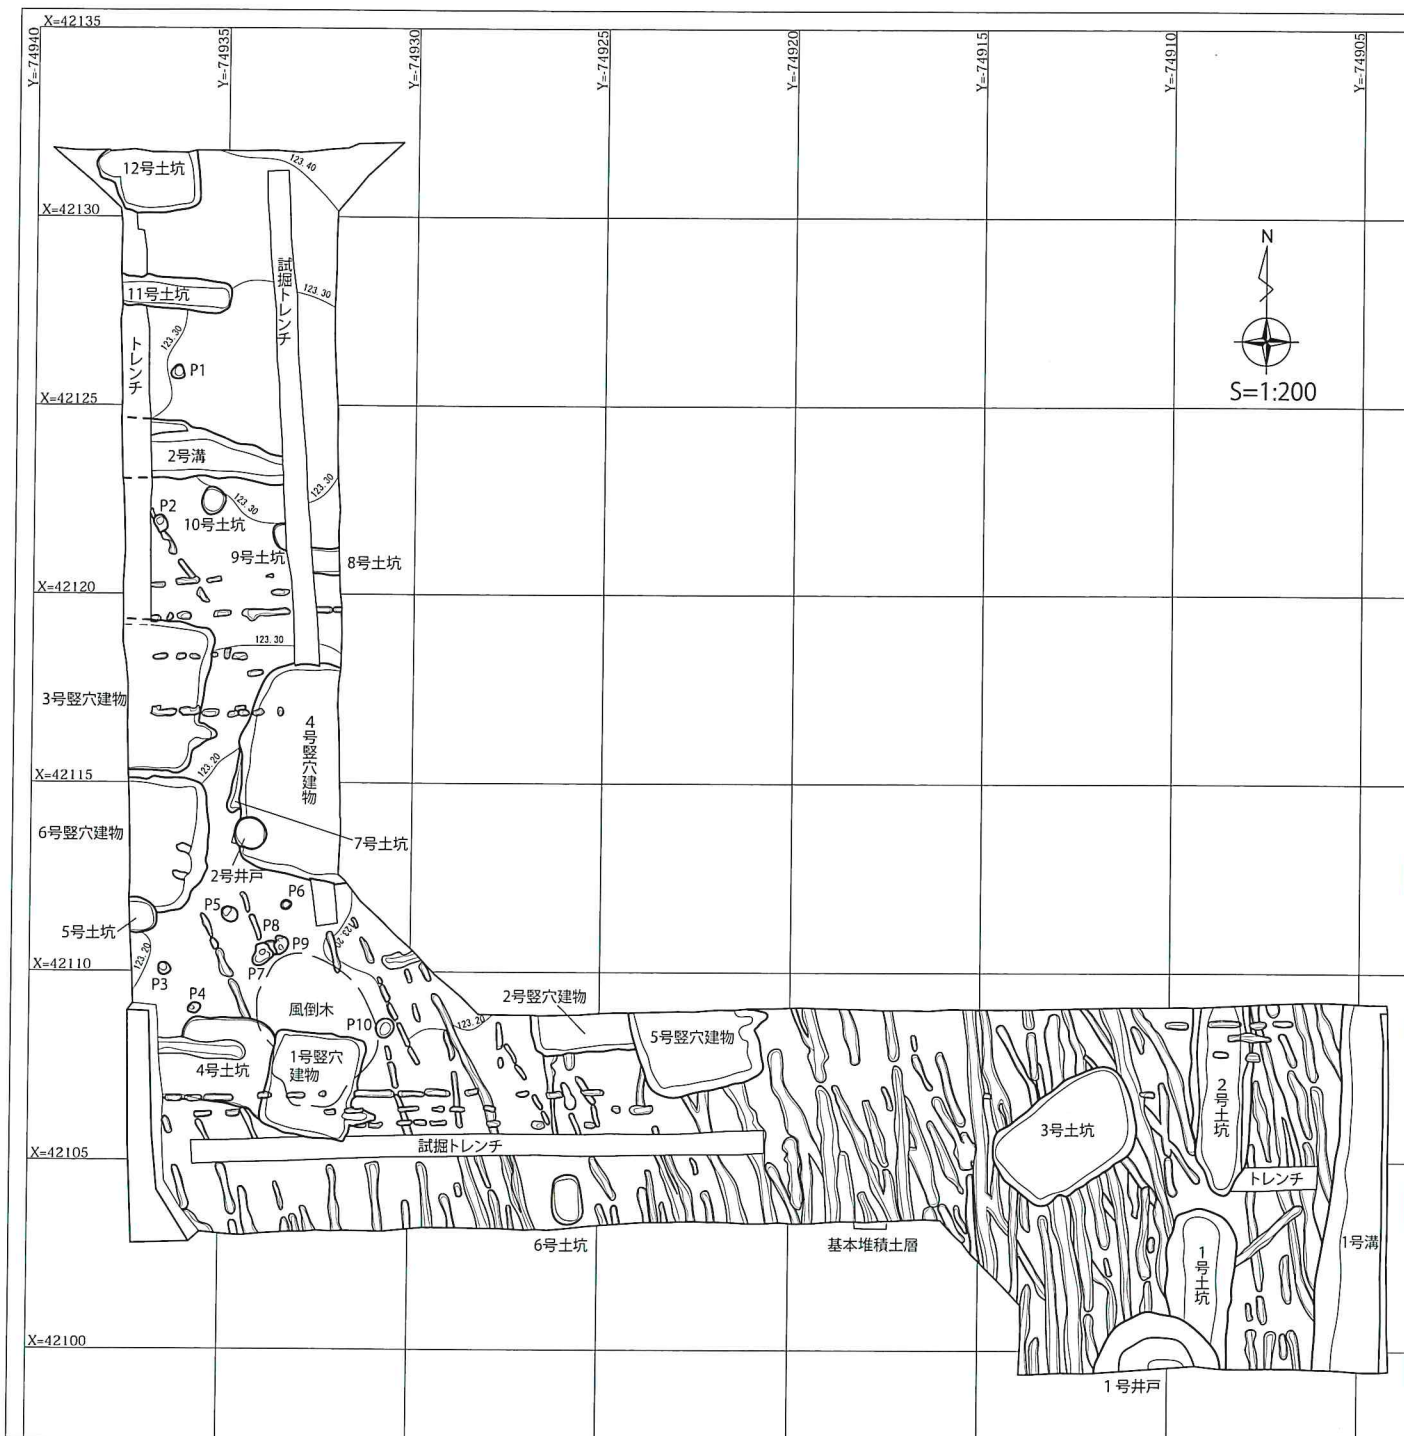 X=42135
Y=-74940
Y=-74935
Y=-74930
Y=-74925
Y=-74920
Y=-74915
Y=-74910
Y=-74905
12号土坑
123.40
X=42130
N
S=1:200
試掘トレンチ
11号土坑
123.30
123.30
トレンチ
P1
X=42125
2号溝
123.30
123.30
P2
10号土坑
9号土坑
8号土坑
X=42120
123.30
3号竪穴建物
4号竪穴建物
123.20
X=42115
6号竪穴建物
7号土坑
2号井戸
P6
P5
P8
P9
5号土坑
123.20
123.20
P7
X=42110
P3
P4
風倒木
P10
123.20
2号竪穴建物
5号竪穴建物
1号竪穴
建物
4号土坑
2号土坑
3号土坑
X=42105
試掘トレンチ
トレンチ
6号土坑
基本堆積土層
1号土坑
1号溝
X=42100
1号井戸